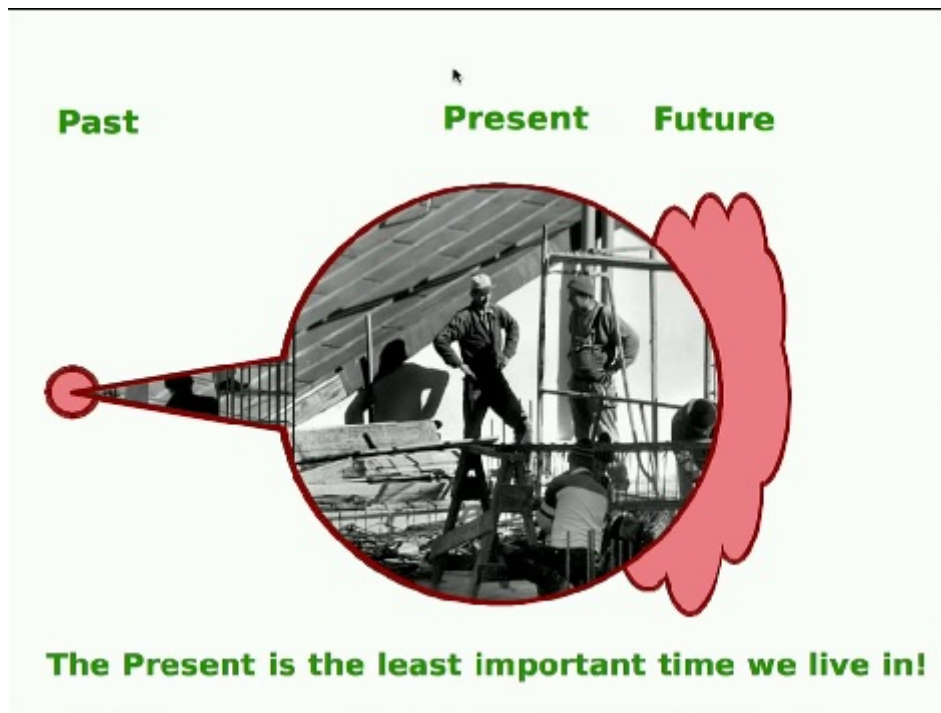 Past Present Future
The Present is the least important time we live in!